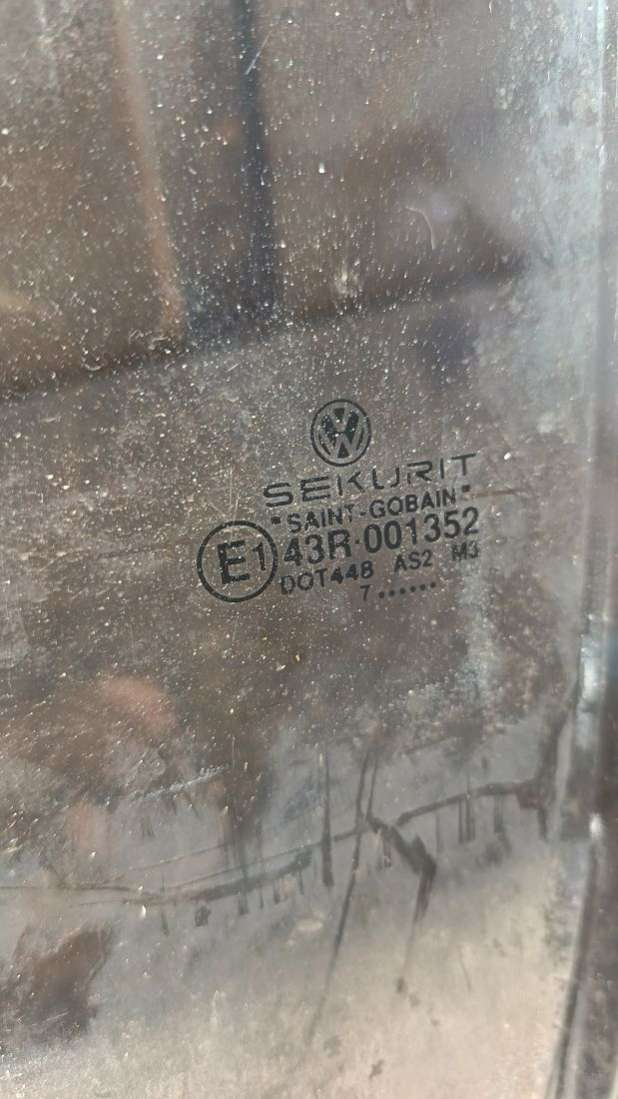 SEKURIT
"SAINT-GOBAIN"
E1 43R-001352
DOT448 AS2 M3
7......